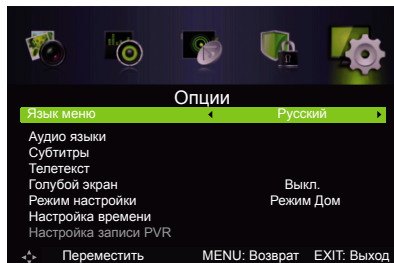 Опции
Язык меню Русский
Аудио языки
Субтитры
Телетекст
Голубой экран Выкл.
Режим настройки Режим Дом
Настройка времени
Настройка записи PVR
Переместить MENU: Возврат EXIT: Выход